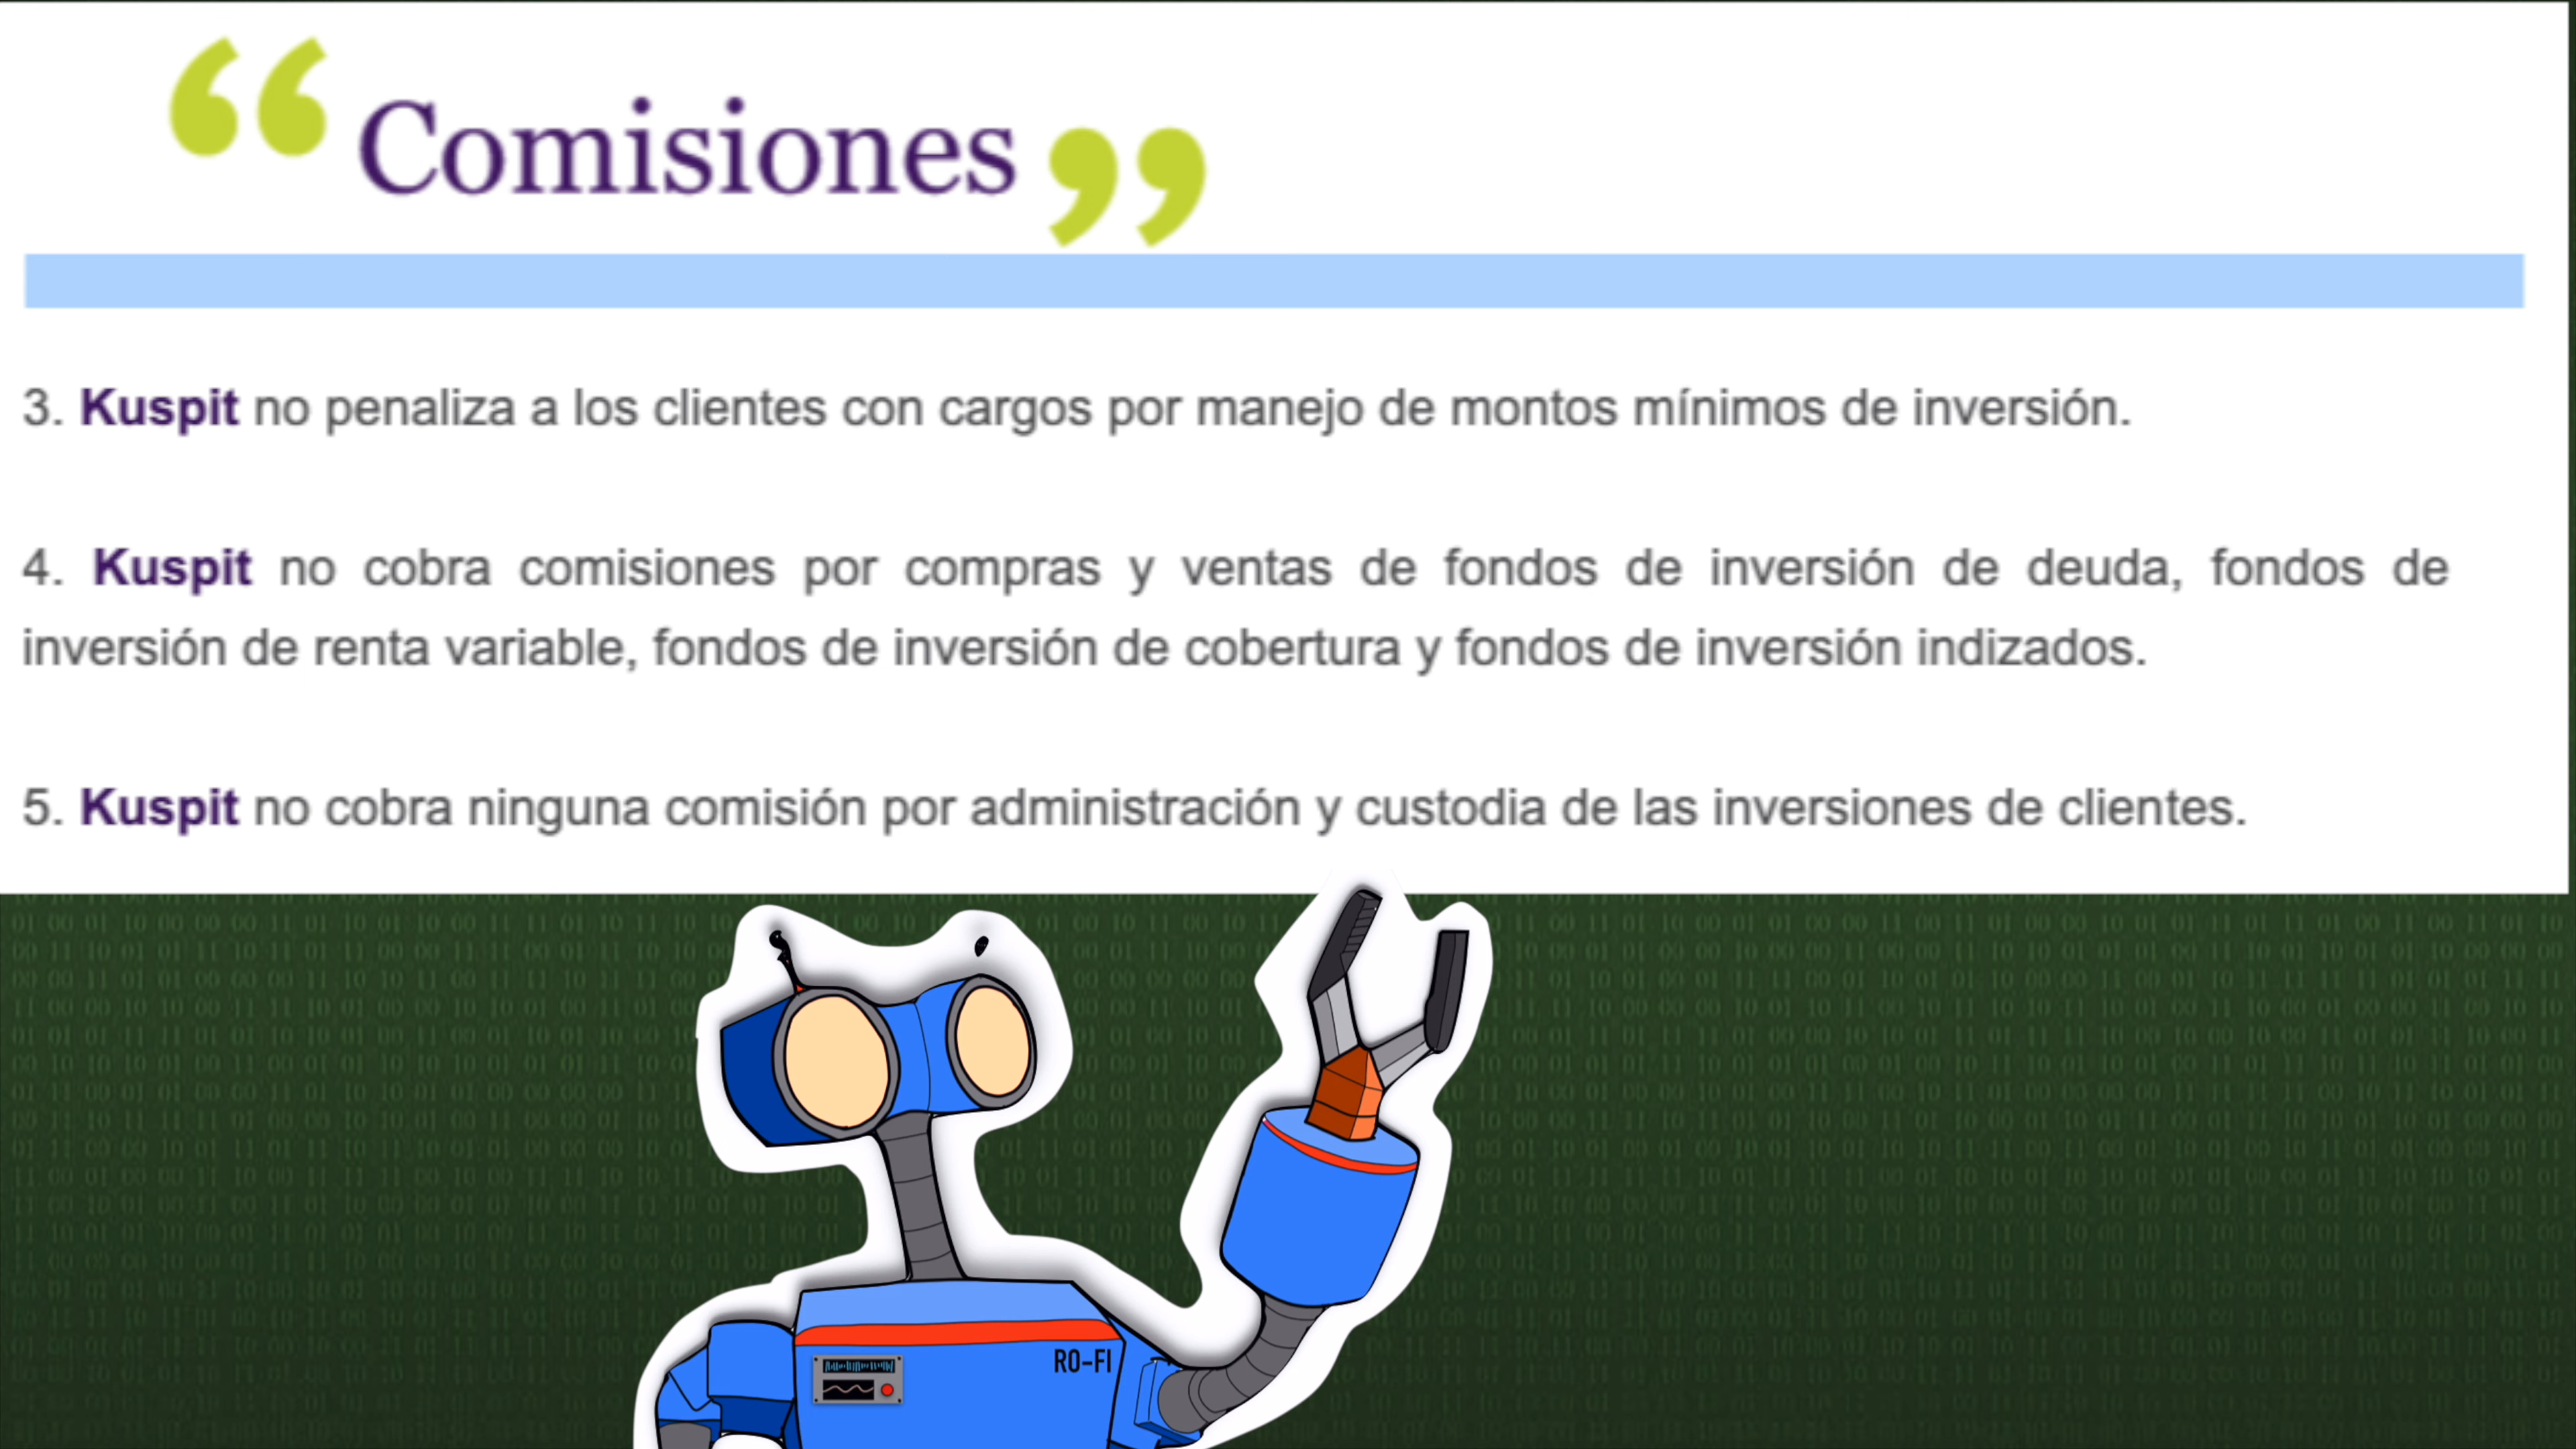 “Comisiones”
3. Kuspit no penaliza a los clientes con cargos por manejo de montos mínimos de inversión.
4. Kuspit no cobra comisiones por compras y ventas de fondos de inversión de deuda, fondos de
inversión de renta variable, fondos de inversión de cobertura y fondos de inversión indizados.
5. Kuspit no cobra ninguna comisión por administración y custodia de las inversiones de clientes.
RO-FI